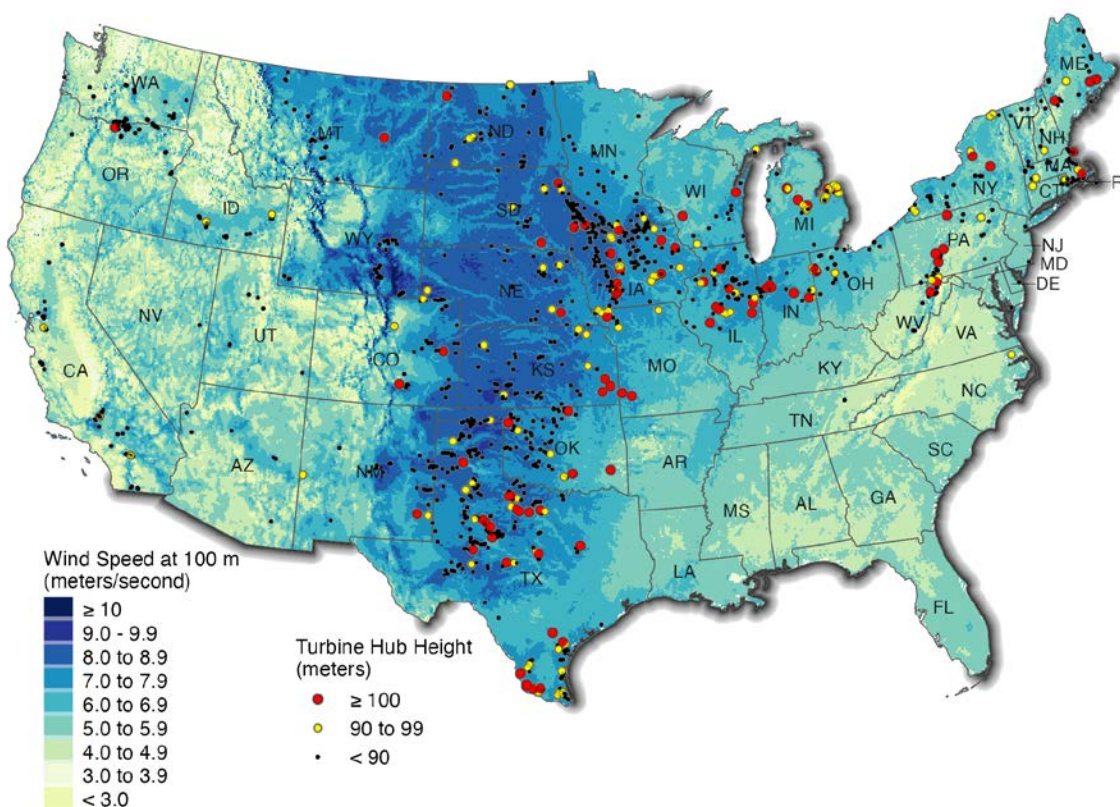 WA
MT
ND
MN
ME
OR
ID
WY
SD
WI
MI
NY
VT
NH
MA
CT
NV
UT
CO
NE
IA
IL
IN
OH
PA
NJ
MD
DE
CA
AZ
NM
KS
MO
KY
WV
VA
OK
AR
TN
NC
SC
TX
LA
MS
AL
GA
FL
Wind Speed at 100 m
(meters/second)
≥ 10
9.0 - 9.9
8.0 to 8.9
7.0 to 7.9
6.0 to 6.9
5.0 to 5.9
4.0 to 4.9
3.0 to 3.9
< 3.0
Turbine Hub Height
(meters)
≥ 100
90 to 99
< 90